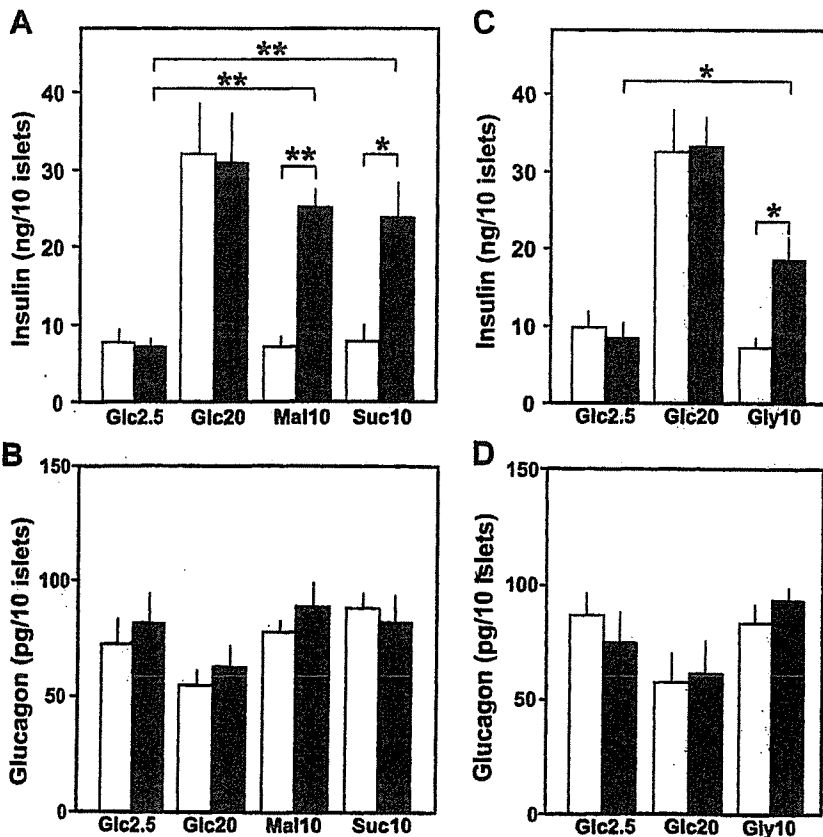 A
Insulin (ng/10 islets)
40
30
20
10
0
**
**
**
*
Glc2.5 Glc20 Mal10 Suc10
C
Insulin (ng/10 islets)
40
30
20
10
0
*
*
Glc2.5 Glc20 Gly10
B
Glucagon (pg/10 islets)
150
100
50
0
Glc2.5 Glc20 Mal10 Suc10
D
Glucagon (pg/10 islets)
150
100
50
0
Glc2.5 Glc20 Gly10